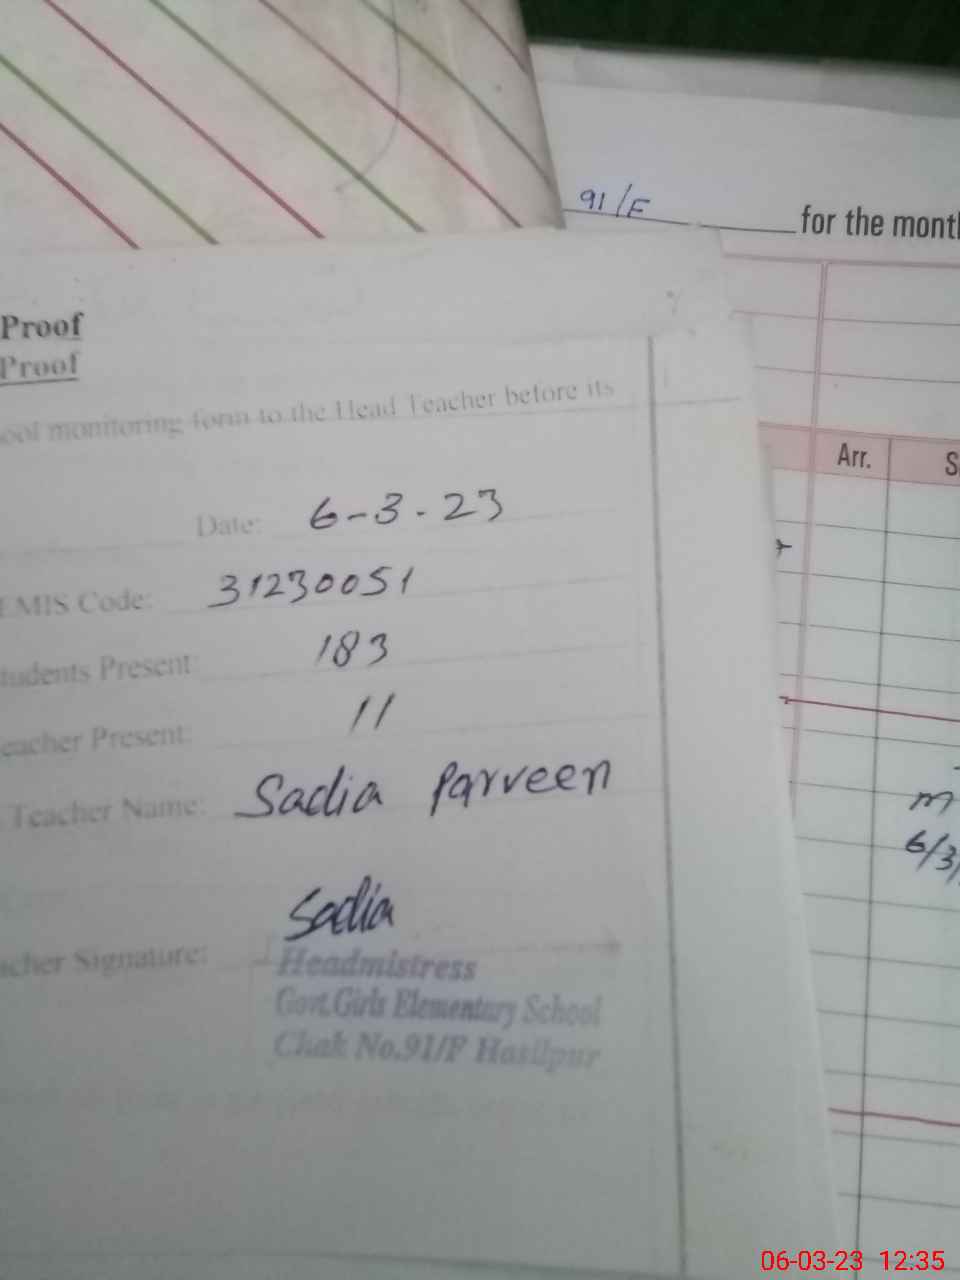 91/F
for the month
Proof
Proof
ool monitoring form to the Head Teacher before its
Arr.
S
Date: 6-3-23
EMIS Code: 31230051
tudents Present: 183
eacher Present: 11
Teacher Name: Sadia Parveen
m
6/3/
acher Signature: Sadia
Headmistress
Govt.Girls Elementary School
Chak No.91/F Hasilpur
06-03-23 12:35